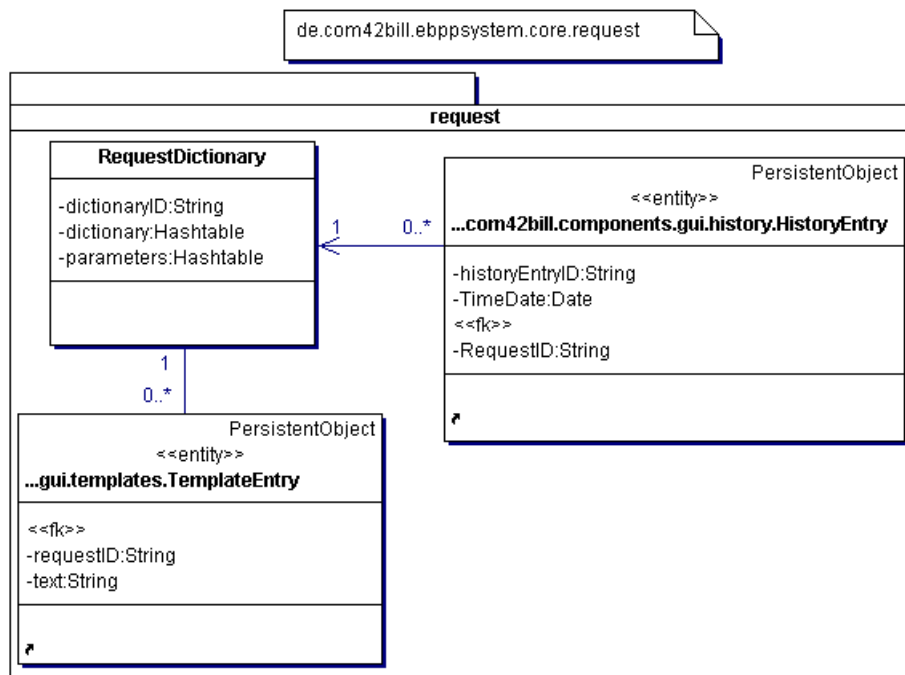 de.com42bill.ebppsystem.core.request
request
RequestDictionary
-dictionaryID:String
-dictionary:Hashtable
-parameters:Hashtable
1
0..*
PersistentObject
<<entity>>
...com42bill.components.gui.history.HistoryEntry
-historyEntryID:String
-TimeDate:Date
<<fk>>
-RequestID:String
1
0..*
PersistentObject
<<entity>>
...gui.templates.TemplateEntry
<<fk>>
-requestID:String
-text:String